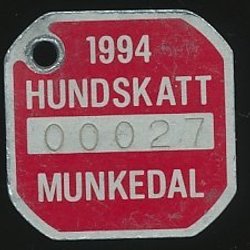 1994
HUNDSKATT
00027
MUNKEDAL